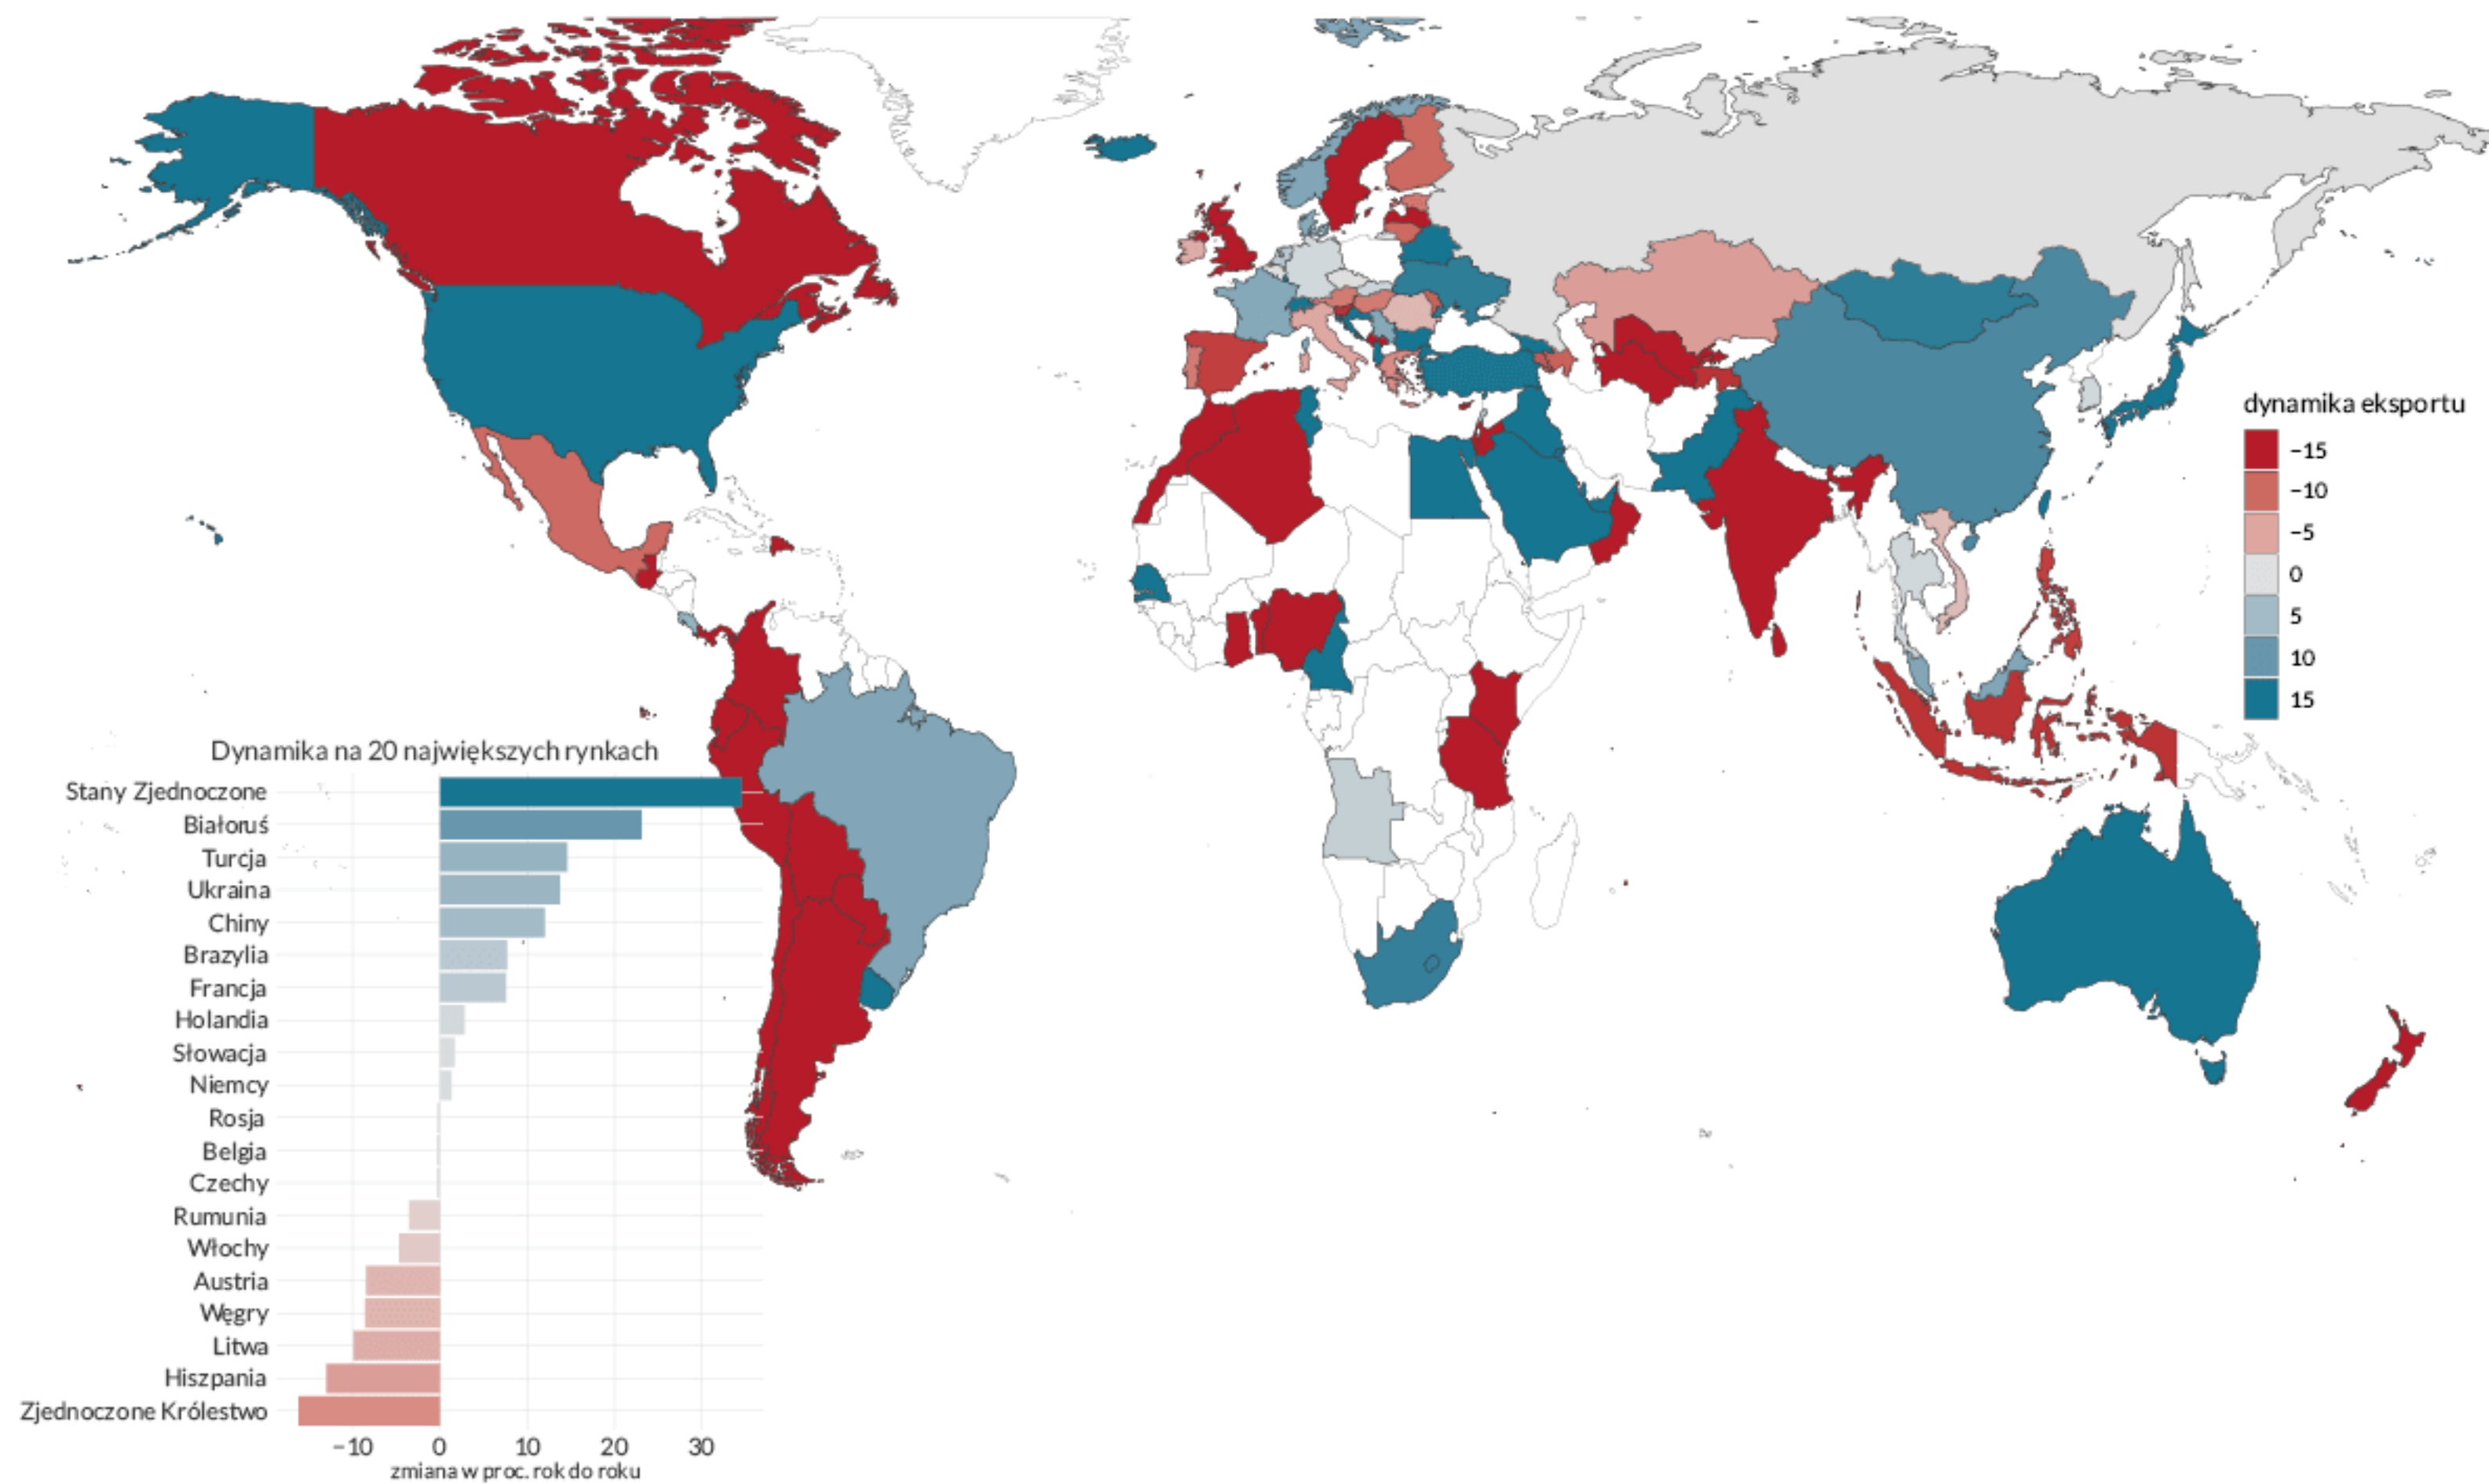 dynamika eksportu
−15
−10
−5
0
5
10
15
Dynamika na 20 największych rynkach
Stany Zjednoczone
Białoruś
Turcja
Ukraina
Chiny
Brazylia
Francja
Holandia
Słowacja
Niemcy
Rosja
Belgia
Czechy
Rumunia
Włochy
Austria
Węgry
Litwa
Hiszpania
Zjednoczone Królestwo
−10 0 10 20 30
zmiana w proc. rok do roku